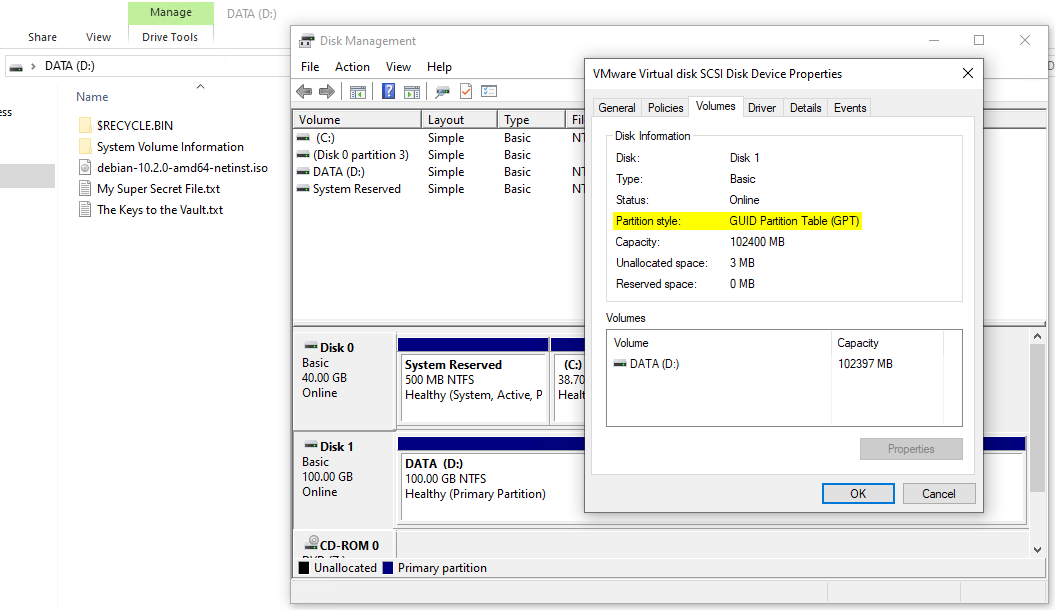 Manage
DATA (D:)
Share
View
Drive Tools
DATA (D:)
Name
$RECYCLE.BIN
System Volume Information
debian-10.2.0-amd64-netinst.iso
My Super Secret File.txt
The Keys to the Vault.txt
Disk Management
File Action View Help
Volume Layout Type
(C:) Simple Basic
(Disk 0 partition 3) Simple Basic
DATA (D:) Simple Basic
System Reserved Simple Basic
Disk 0
Basic
40.00 GB
Online
System Reserved
500 MB NTFS
Healthy (System, Active, P
(C:)
38.70
Healt
Disk 1
Basic
100.00 GB
Online
DATA (D:)
100.00 GB NTFS
Healthy (Primary Partition)
CD-ROM 0
Unallocated Primary partition
VMware Virtual disk SCSI Disk Device Properties
General Policies Volumes Driver Details Events
Disk Information
Disk: Disk 1
Type: Basic
Status: Online
Partition style: GUID Partition Table (GPT)
Capacity: 102400 MB
Unallocated space: 3 MB
Reserved space: 0 MB
Volumes
Volume Capacity
DATA (D:) 102397 MB
Properties
OK Cancel